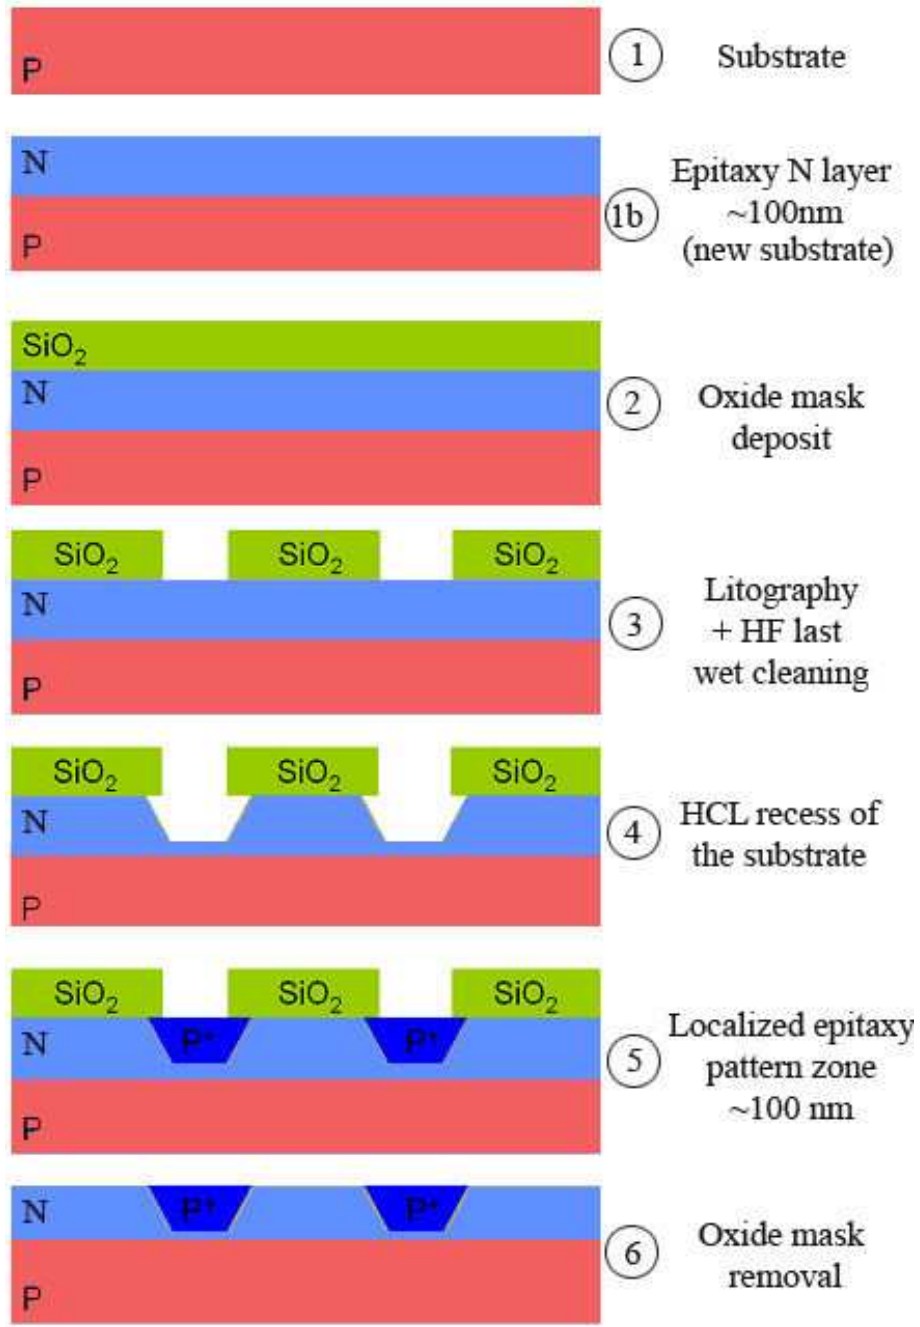 P
1
Substrate
N
P
1b
Epitaxy N layer
~100nm
(new substrate)
SiO2
N
P
2
Oxide mask
deposit
SiO2 SiO2 SiO2
N
P
3
Litography
+ HF last
wet cleaning
SiO2 SiO2 SiO2
N
P
4
HCL recess of
the substrate
SiO2 SiO2 SiO2
N P+ P+
P
5
Localized epitaxy
pattern zone
~100 nm
N P+ P+
P
6
Oxide mask
removal